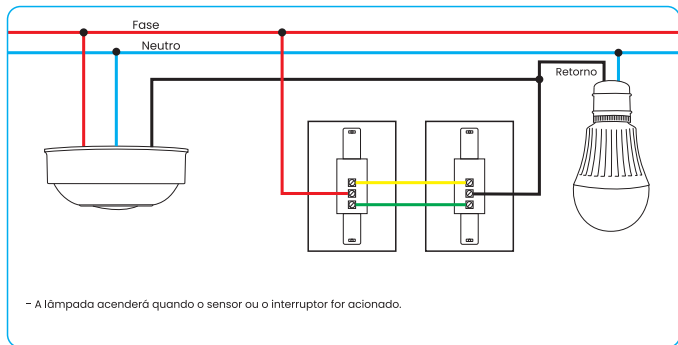 Fase
Neutro
Retorno
- A lâmpada acenderá quando o sensor ou o interruptor for acionado.